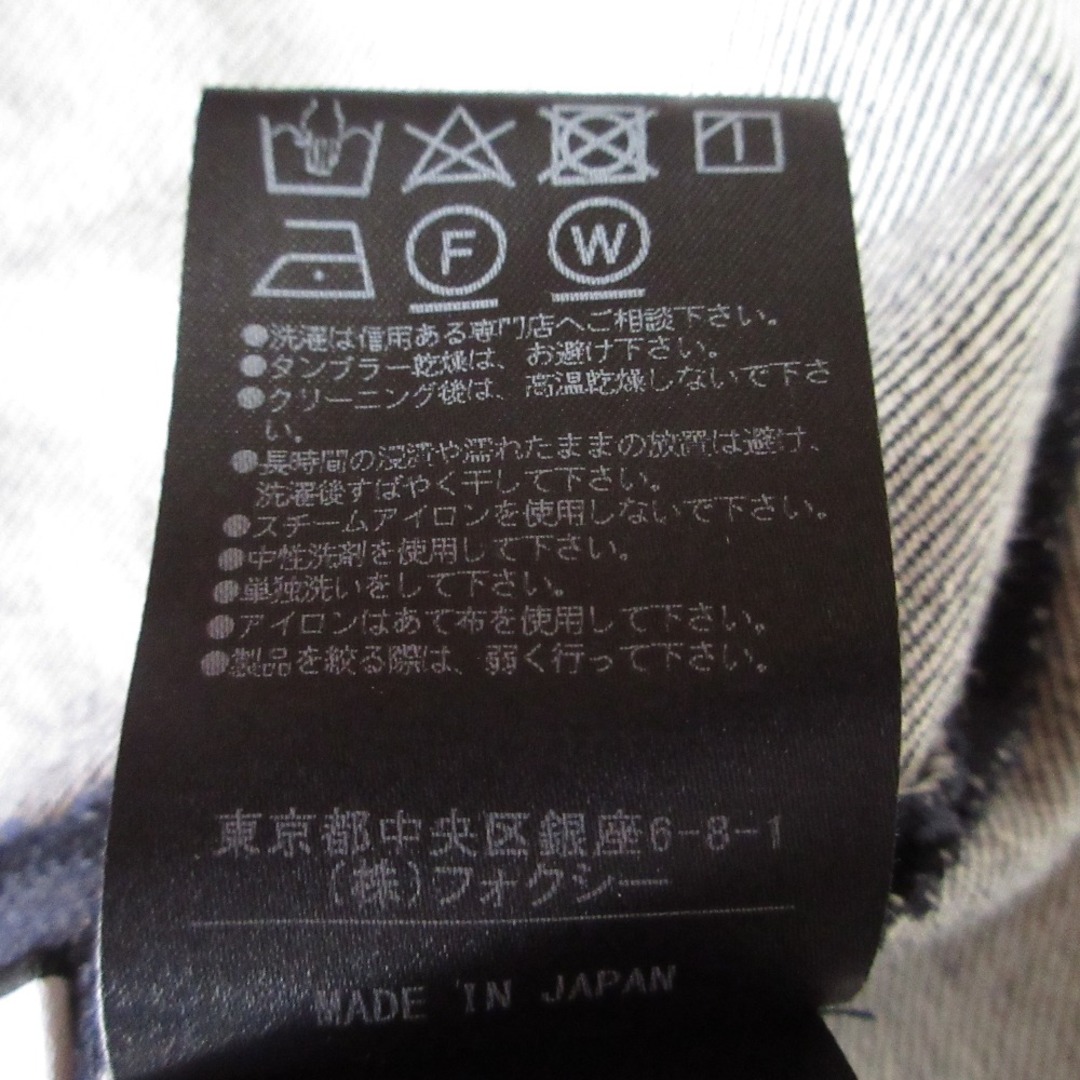 F W
●洗濯は信用ある専門店へご相談下さい。
●タンブラー乾燥は、お避け下さい。
●クリーニング後は、高温乾燥しないで下さ
い。
●長時間の浸漬や濡れたままの放置は避け、
洗濯後すばやく干して下さい。
●スチームアイロンを使用しないで下さい。
●中性洗剤を使用して下さい。
●単独洗いをして下さい。
●アイロンはあて布を使用して下さい。
●製品を絞る際は、弱く行って下さい。
東京都中央区銀座6-8-1
(株)フォクシー
MADE IN JAPAN